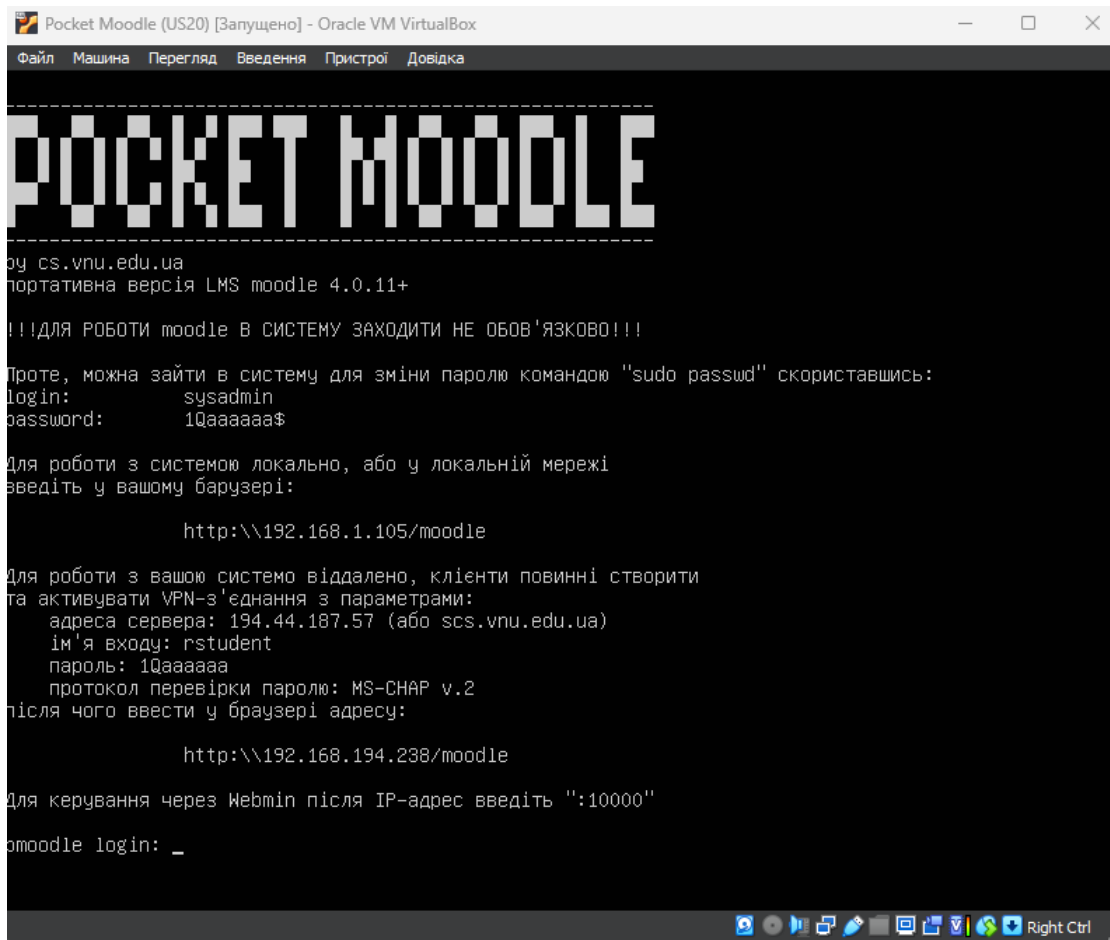 Pocket Moodle (US20) [Запущено] - Oracle VM VirtualBox
Файл Машина Перегляд Введення Пристрої Довідка
------------------------------------------------------------
POCKET MOODLE
------------------------------------------------------------
by cs.vnu.edu.ua
портативна версія LMS moodle 4.0.11+
!!!ДЛЯ РОБОТИ moodle В СИСТЕМУ ЗАХОДИТИ НЕ ОБОВ'ЯЗКОВО!!!
Проте, можна зайти в систему для зміни паролю командою "sudo passwd" скориставшись:
login: sysadmin
password: 1Qaaaaaa$
Для роботи з системою локально, або у локальній мережі
введіть у вашому барузері:
http:\\192.168.1.105/moodle
Для роботи з вашою системо віддалено, клієнти повинні створити
та активувати VPN-з'єднання з параметрами:
адреса сервера: 194.44.187.57 (або scs.vnu.edu.ua)
ім'я входу: rstudent
пароль: 1Qaaaaaa
протокол перевірки паролю: MS-CHAP v.2
після чого ввести у браузері адресу:
http:\\192.168.194.238/moodle
Для керування через Webmin після IP-адрес введіть ":10000"
pmoodle login: _
Right Ctrl